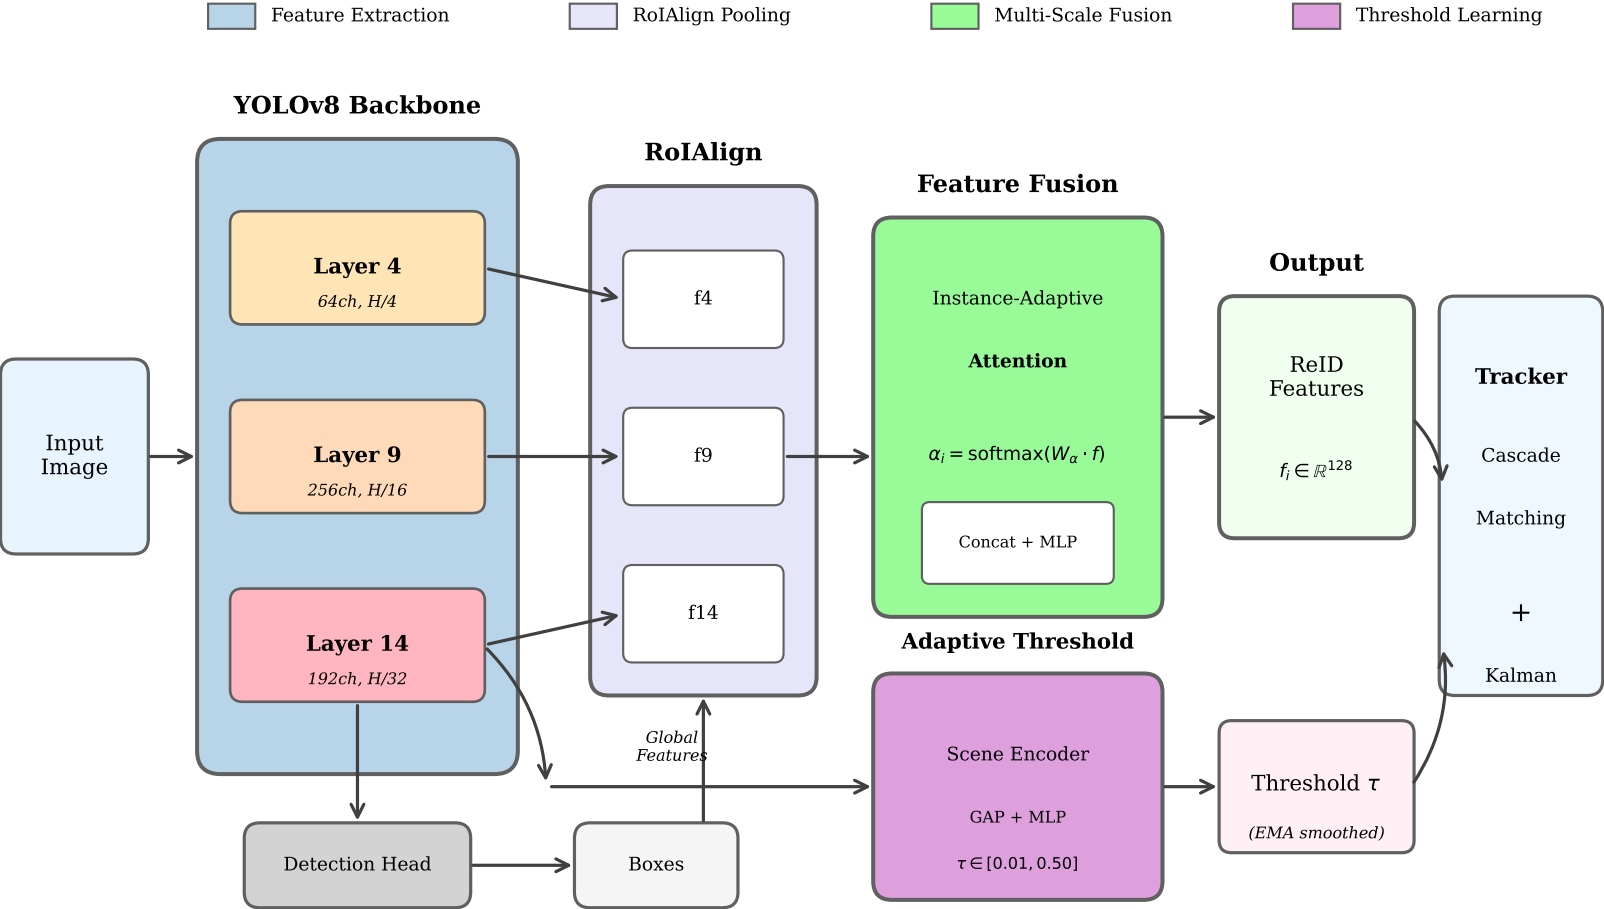 Feature Extraction
RoIAlign Pooling
Multi-Scale Fusion
Threshold Learning
YOLOv8 Backbone
Layer 4
64ch, H/4
Layer 9
256ch, H/16
Layer 14
192ch, H/32
Input
Image
RoIAlign
f4
f9
f14
Feature Fusion
Instance-Adaptive
Attention
αᵢ = softmax(W_α · f)
Concat + MLP
Output
ReID
Features
fᵢ ∈ ℝ¹²⁸
Tracker
Cascade
Matching
+
Kalman
Adaptive Threshold
Scene Encoder
GAP + MLP
τ ∈ [0.01, 0.50]
Threshold τ
(EMA smoothed)
Global
Features
Detection Head
Boxes